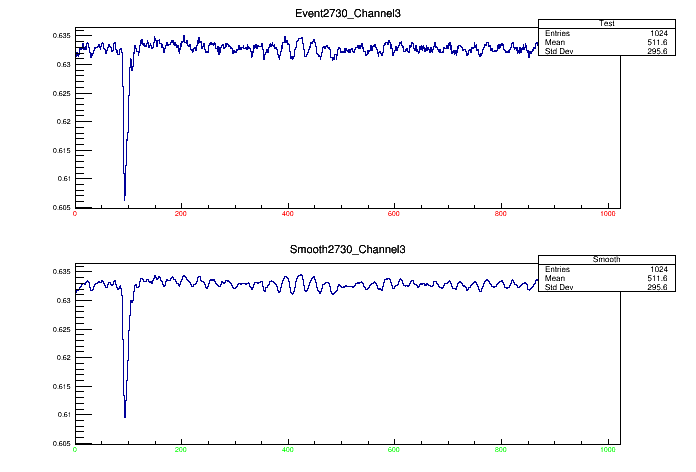 Event2730_Channel3
Test
Entries 1024
Mean 511.6
Std Dev 295.6
0.635
0.63
0.625
0.62
0.615
0.61
0.605
0 200 400 600 800 1000
Smooth2730_Channel3
Smooth
Entries 1024
Mean 511.6
Std Dev 295.6
0.635
0.63
0.625
0.62
0.615
0.61
0.605
0 200 400 600 800 1000